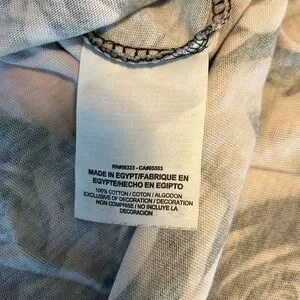 RN#56323 - CA#05553
MADE IN EGYPT/FABRIQUE EN
EGYPTE/HECHO EN EGIPTO
100% COTTON / COTON / ALGODON
EXCLUSIVE OF DECORATION / DECORATION
NON COMPRISE / NO INCLUYE LA
DECORACION